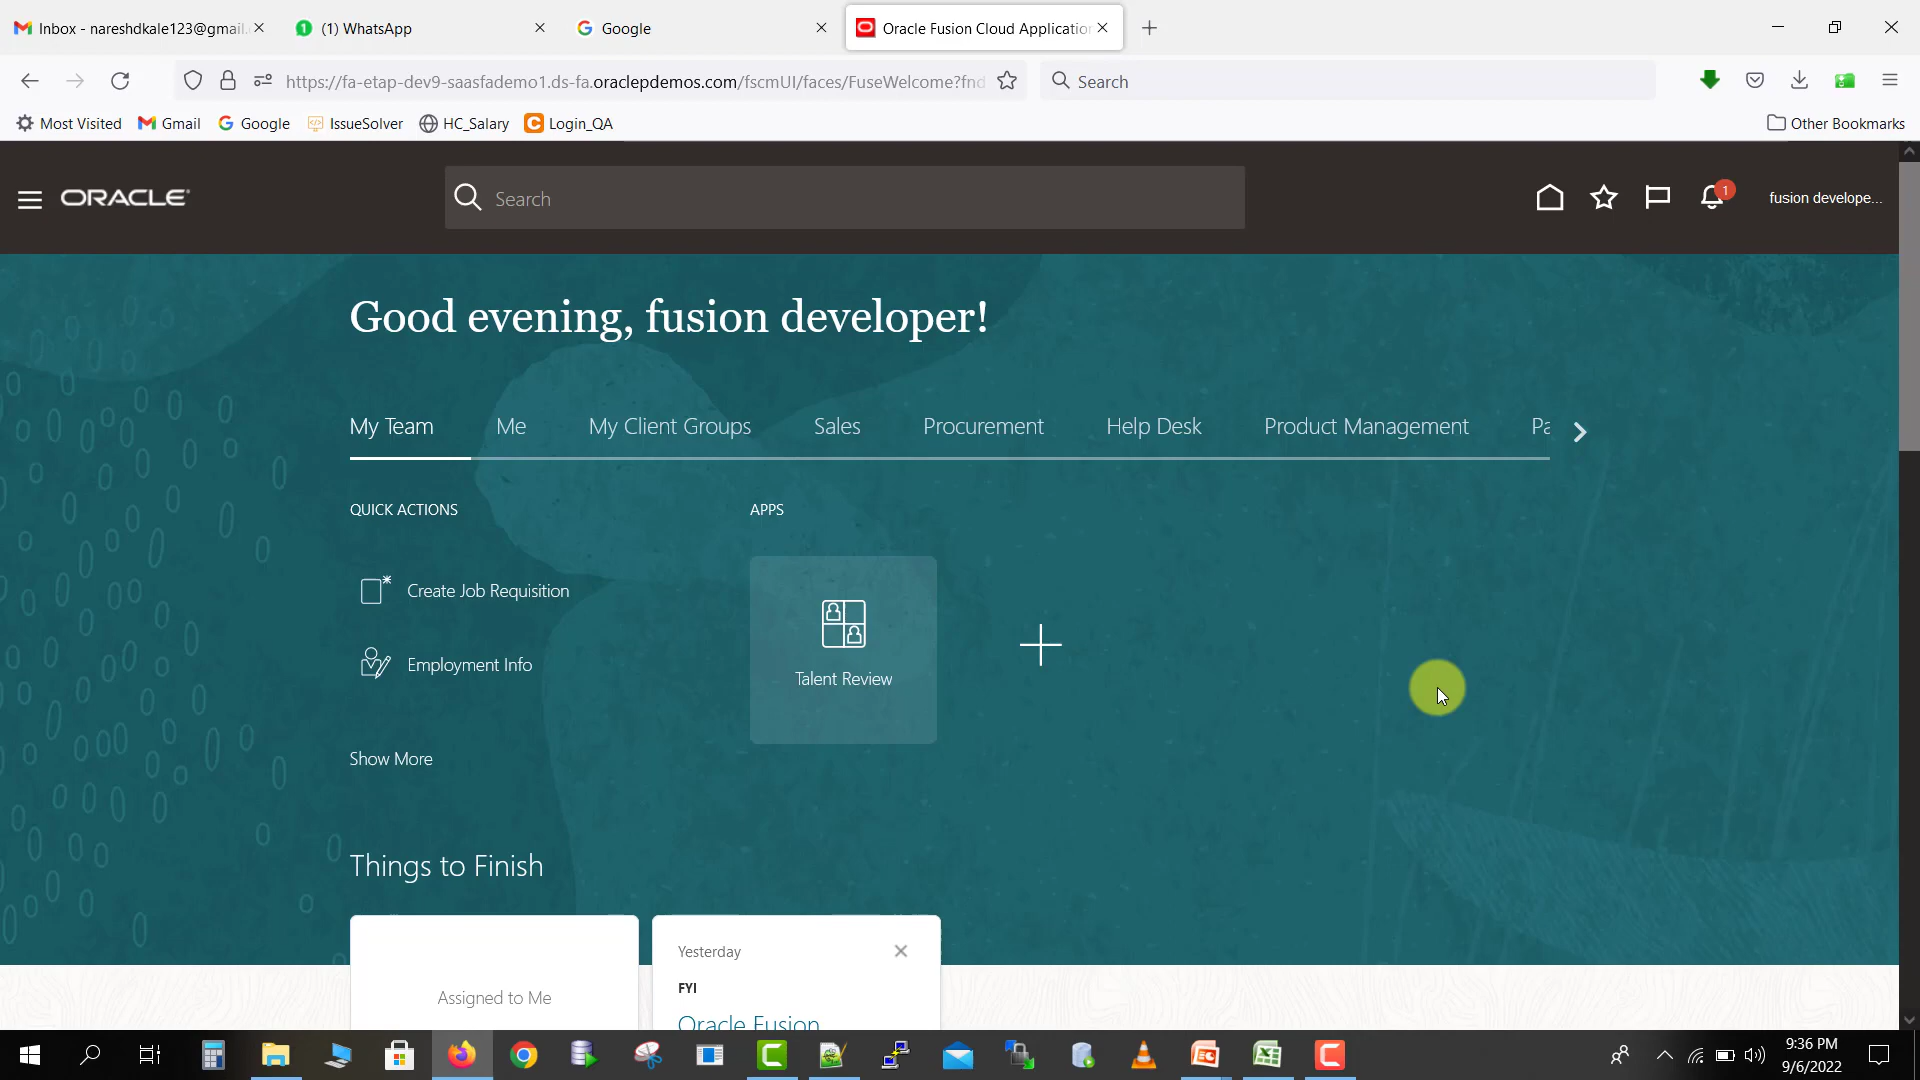 Inbox - nareshdkale123@gmail.
(1) WhatsApp
Google
Oracle Fusion Cloud Applicatio
https://fa-etap-dev9-saasfademo1.ds-fa.oraclepdemos.com/fscmUI/faces/FuseWelcome?fnd
Search
Most Visited
Gmail
Google
IssueSolver
HC_Salary
Login_QA
Other Bookmarks
ORACLE
Search
1
fusion develope...
Good evening, fusion developer!
My Team
Me
My Client Groups
Sales
Procurement
Help Desk
Product Management
Pa
QUICK ACTIONS
APPS
Create Job Requisition
Employment Info
Talent Review
Show More
Things to Finish
Assigned to Me
Yesterday
FYI
Oracle Fusion
9:36 PM
9/6/2022